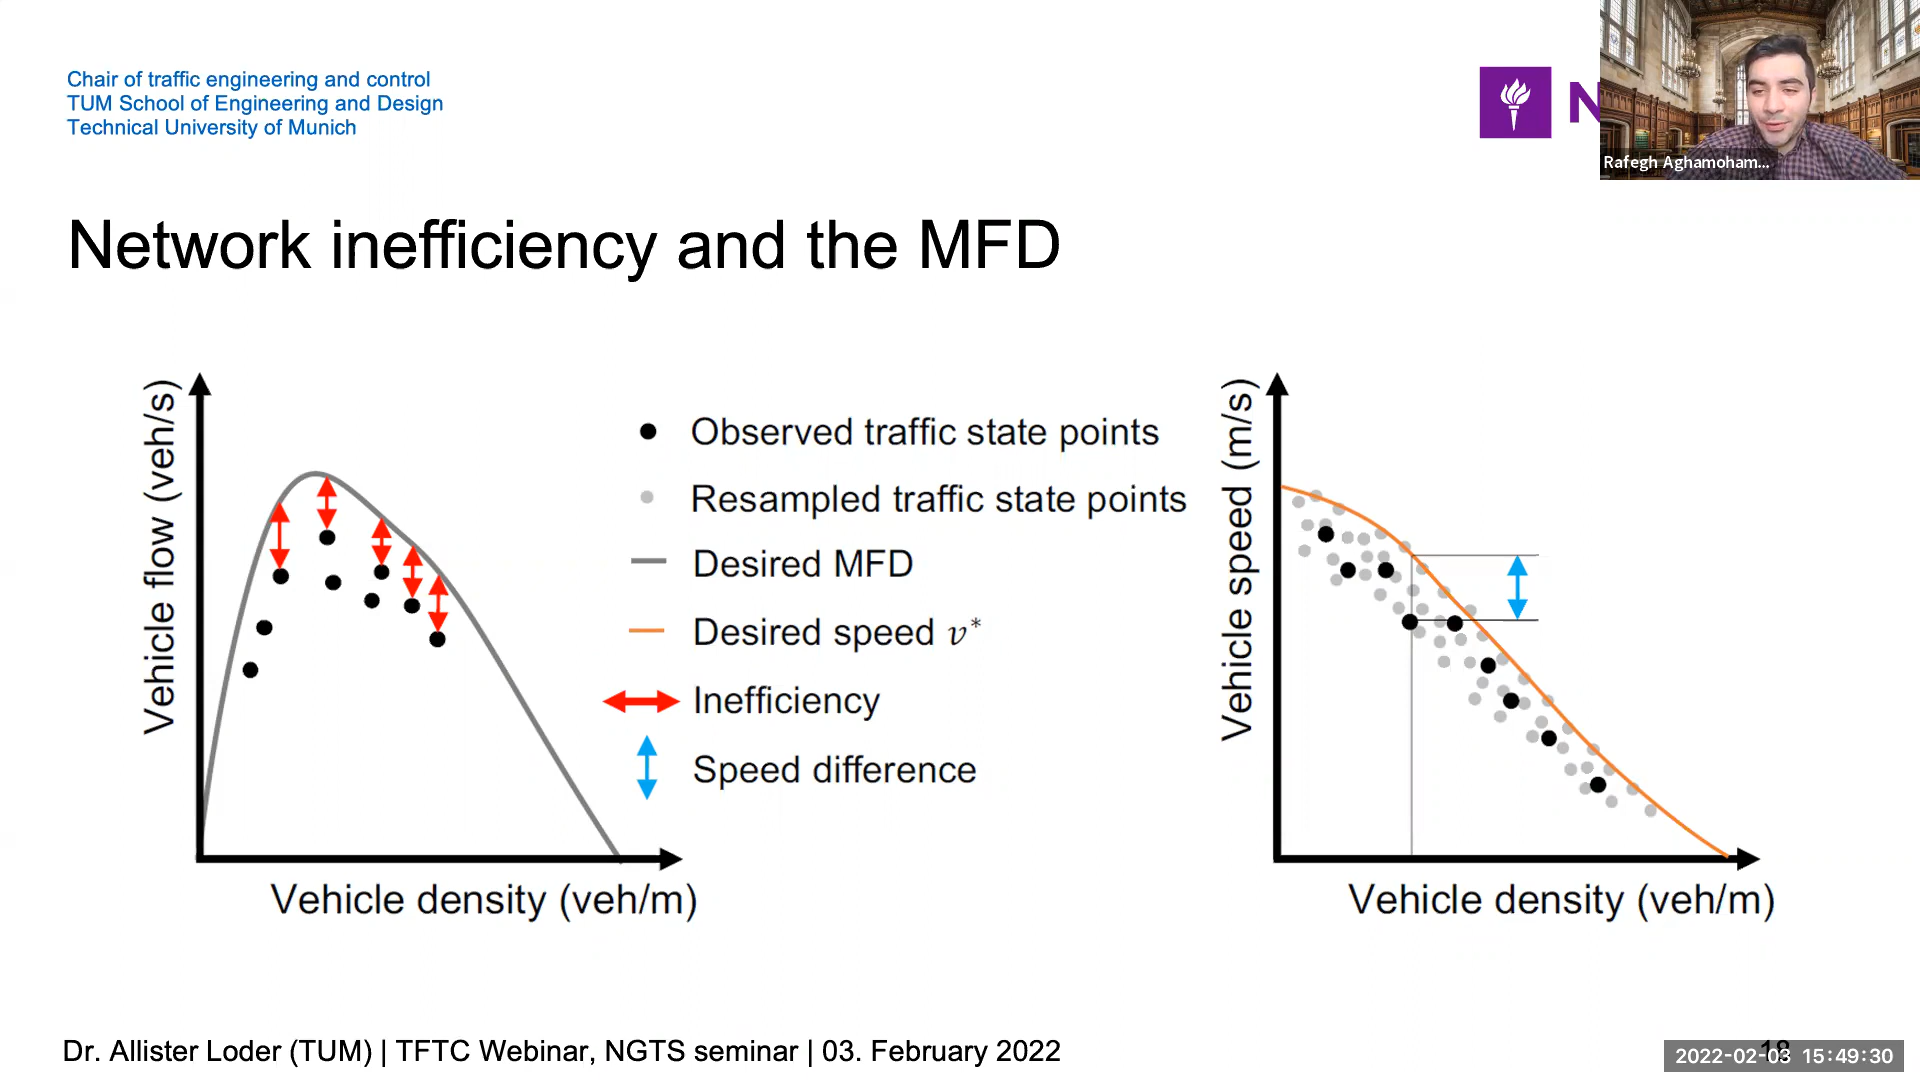 Chair of traffic engineering and control
TUM School of Engineering and Design
Technical University of Munich
N
Rafegh Aghamoham...
Network inefficiency and the MFD
Vehicle flow (veh/s)
Vehicle density (veh/m)
Observed traffic state points
Resampled traffic state points
Desired MFD
Desired speed v*
Inefficiency
Speed difference
Vehicle speed (m/s)
Vehicle density (veh/m)
Dr. Allister Loder (TUM) | TFTC Webinar, NGTS seminar | 03. February 2022
2022-02-03 15:49:30